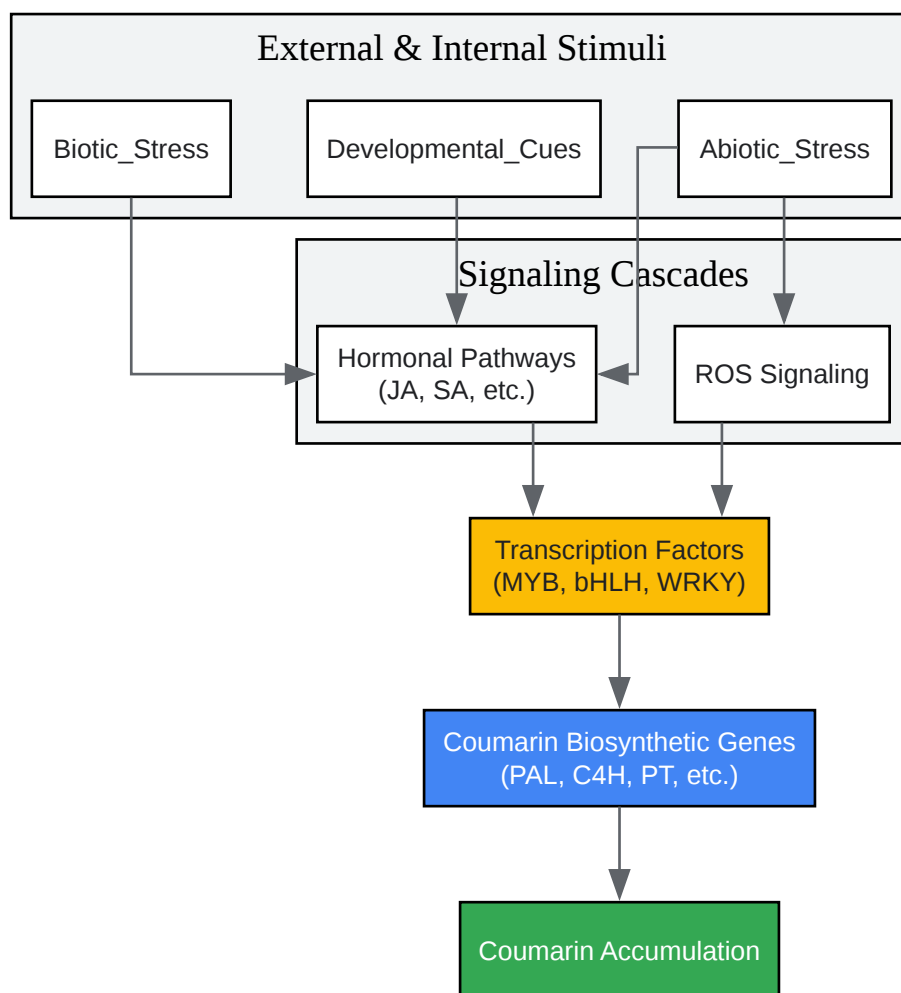 External & Internal Stimuli
Biotic_Stress
Developmental_Cues
Abiotic_Stress
Signaling Cascades
Hormonal Pathways
(JA, SA, etc.)
ROS Signaling
Transcription Factors
(MYB, bHLH, WRKY)
Coumarin Biosynthetic Genes
(PAL, C4H, PT, etc.)
Coumarin Accumulation